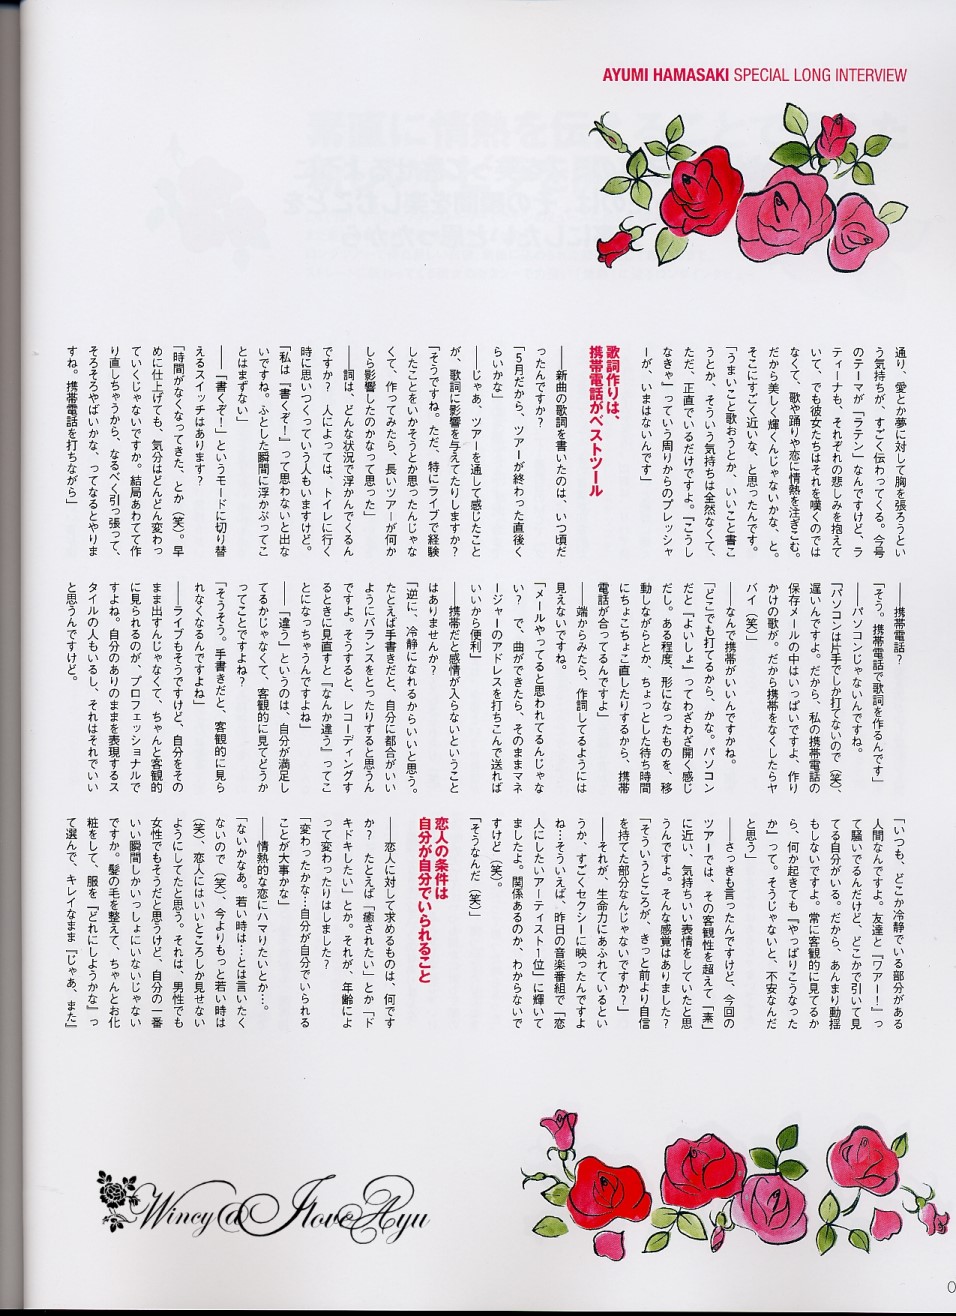 AYUMI HAMASAKI SPECIAL LONG INTERVIEW
通り、愛とか夢に対して胸を張ろうとい
う気持ちが、すごく伝わってくる。今号
のテーマが「ラテン」なんですけど、ラ
ティーナも、それぞれの悲しみを抱えて
いて、でも彼女たちはそれを嘆くのでは
なくて、歌や踊りや恋に情熱を注ぎこむ。
だから美しく輝くんじゃないかな、と。
そこにすごく近いな、と思ったんです。
「うまいこと歌おうとか、いいこと書こ
うとか、そういう気持ちは全然なくて、
ただ、正直でいるだけですよ。『こうし
なきゃ』っていう周りからのプレッシャ
ーが、いまはないんです」
歌詞作りは、
携帯電話がベストツール
――新曲の歌詞を書いたのは、いつ頃だ
ったんですか？
「5月だから、ツアーが終わった直後く
らいかな」
――じゃあ、ツアーを通して感じたこと
が、歌詞に影響を与えてたりしますか？
「そうですね。ただ、特にライブで経験
したことをいかそうとか思ったんじゃな
くて、作ってみたら、長いツアーが何か
しら影響したのかなって思った」
――詞は、どんな状況で浮かんでくるん
ですか？　人によっては、トイレに行く
時に思いつくっていう人もいますけど。
「私は『書くぞ！』って思わないと出な
いですね。ふとした瞬間に浮かぶってこ
とはまずない」
――「書くぞ！」というモードに切り替
えるスイッチはあります？
「時間がなくなってきた、とか（笑）。早
めに仕上げても、気分はどんどん変わっ
ていくじゃないですか。結局あわてて作
り直しちゃうから、なるべく引っ張って、
そろそろやばいかな、ってなるとやりま
すね。携帯電話を打ちながら」
――携帯電話？
「そう。携帯電話で歌詞を作るんです」
――パソコンじゃないんですね。
「パソコンは片手でしか打てないので（笑）、
遅いんですよ。だから、私の携帯電話の
保存メールの中はいっぱいですよ、作り
かけの歌が。だから携帯をなくしたらヤ
バイ（笑）」
――なんで携帯がいいんですかね。
「どこでも打てるから、かな。パソコン
だと『よいしょ』ってわざわざ開く感じ
だし。ある程度、形になったものを、移
動しながらとか、ちょっとした待ち時間
にちょこちょこ直したりするから、携帯
電話が合ってるんですよ」
――端からみたら、作詞してるようには
見えないですね。
「メールやってると思われてるんじゃな
い？　で、曲ができたら、そのままマネ
ージャーのアドレスを打ちこんで送れば
いいから便利」
――携帯だと感情が入らないということ
はありませんか？
「逆に、冷静になれるからいいと思う。
たとえば手書きだと、自分に都合がいい
ようにバランスをとったりすると思うん
ですよ。そうすると、レコーディングす
るときに見直すと『なんか違う』ってこ
とになっちゃうんですよね」
――「違う」というのは、自分が満足し
てるかじゃなくて、客観的に見てどうか
ってことですよね？
「そうそう。手書きだと、客観的に見ら
れなくなるんですよね」
――ライブもそうですけど、自分をその
まま出すんじゃなくて、ちゃんと客観的
に見られるのが、プロフェッショナルで
すよね。自分のありのままを表現するス
タイルの人もいるし、それはそれでいい
と思うんですけど。
「いつも、どこか冷静でいる部分がある
人間なんですよ。友達と『ワアー！』っ
て騒いでるんだけど、どこかで引いて見
てる自分がいる。だから、あんまり動揺
もしないですよ。常に客観的に見てるか
ら、何か起きても『やっぱりこうなった
か』って。そうじゃないと、不安なんだ
と思う」
――さっきも言ったんですけど、今回の
ツアーでは、その客観性を超えて「素」
に近い、気持ちいい表情をしていたと思
うんですよ。そんな感覚はありました？
「そういうところが、きっと前より自信
を持てた部分なんじゃないですか？」
――それが、生命力にあふれているとい
うか、すごくセクシーに映ったんですよ
ね…そういえば、昨日の音楽番組で「恋
人にしたいアーティスト1位」に輝いて
ましたよ。関係あるのか、わからないで
すけど（笑）。
「そうなんだ（笑）」
恋人の条件は
自分が自分でいられること
――恋人に対して求めるものは、何です
か？　たとえば「癒されたい」とか「ド
キドキしたい」とか。それが、年齢によ
って変わったりはしました？
「変わったかな…自分が自分でいられる
ことが大事かな」
――情熱的な恋にハマりたいとか…。
「ないかなあ。若い時は…とは言いたく
ないので（笑）、今よりもっと若い時は
（笑）、恋人にはいいところしか見せない
ようにしてたと思う。それは、男性でも
女性でもそうだと思うけど、自分の一番
いい瞬間しかいっしょにいないじゃない
ですか。髪の毛を整えて、ちゃんとお化
粧をして、服を『どれにしようかな』っ
て選んで、キレイなまま『じゃあ、また』
Wincy@IloveAyu
0